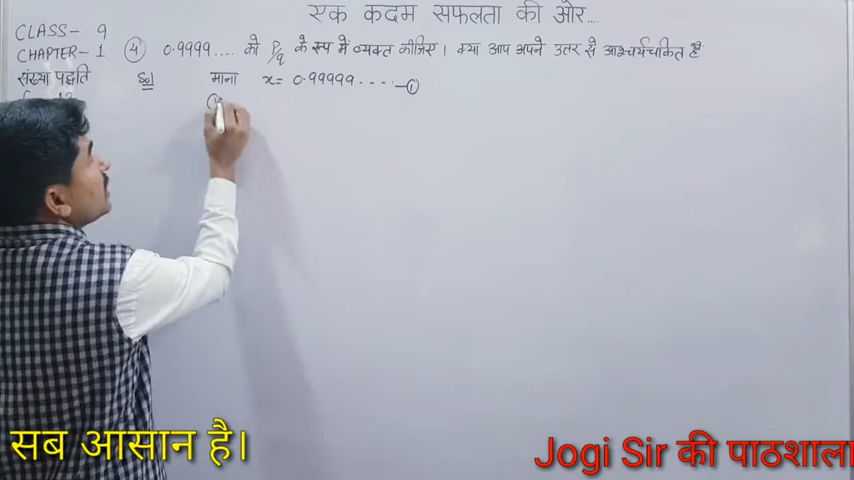 एक कदम सफलता की ओर....
CLASS- 9
CHAPTER- 1
संख्या पद्धति
④ 0.9999..... को P/q के रूप में व्यक्त कीजिए। क्या आप अपने उत्तर से आश्चर्यचकित है
Sol माना x = 0.99999.... —①
सब आसान है।
Jogi Sir की पाठशाला